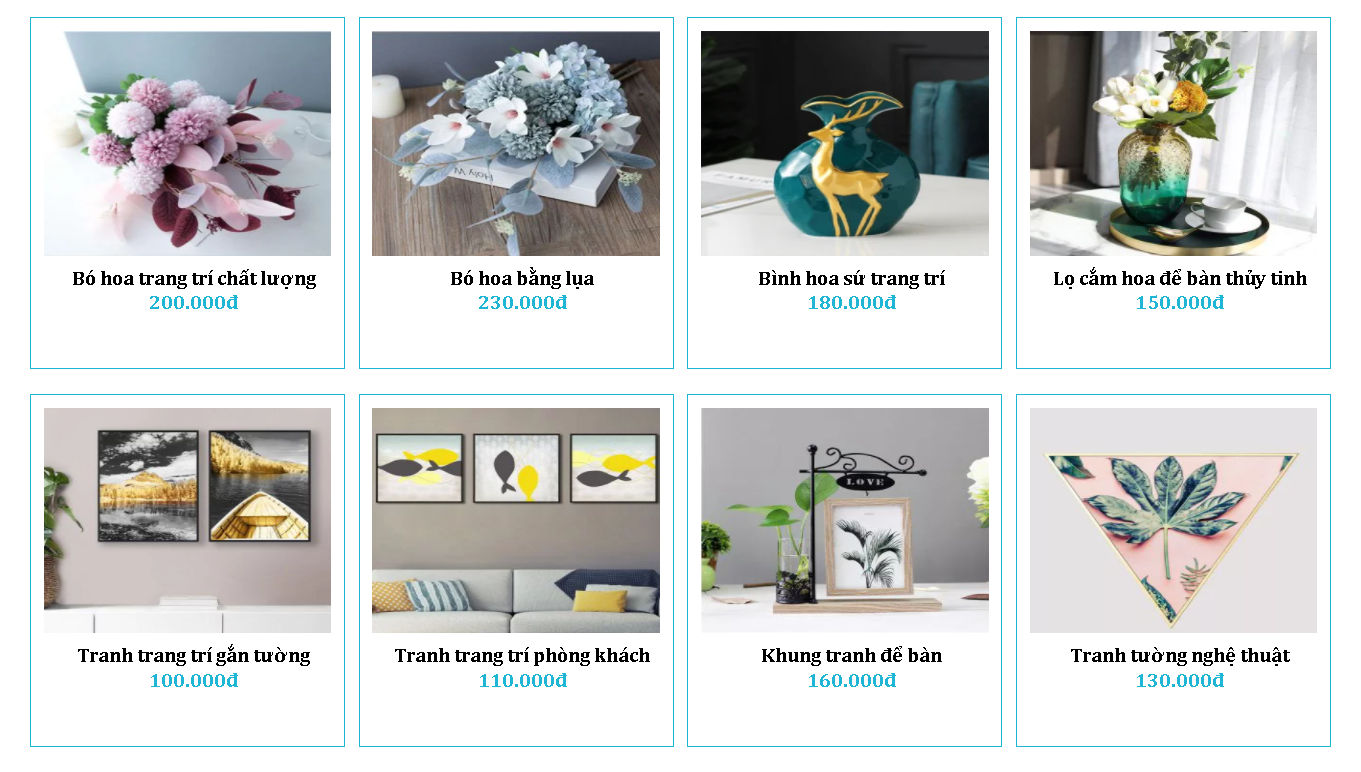 Bó hoa trang trí chất lượng
200.000đ
Holy W
Bó hoa bằng lụa
230.000đ
Bình hoa sứ trang trí
180.000đ
Lọ cắm hoa để bàn thủy tinh
150.000đ
Tranh trang trí gắn tường
100.000đ
Tranh trang trí phòng khách
110.000đ
LOVE
Khung tranh để bàn
160.000đ
Tranh tường nghệ thuật
130.000đ